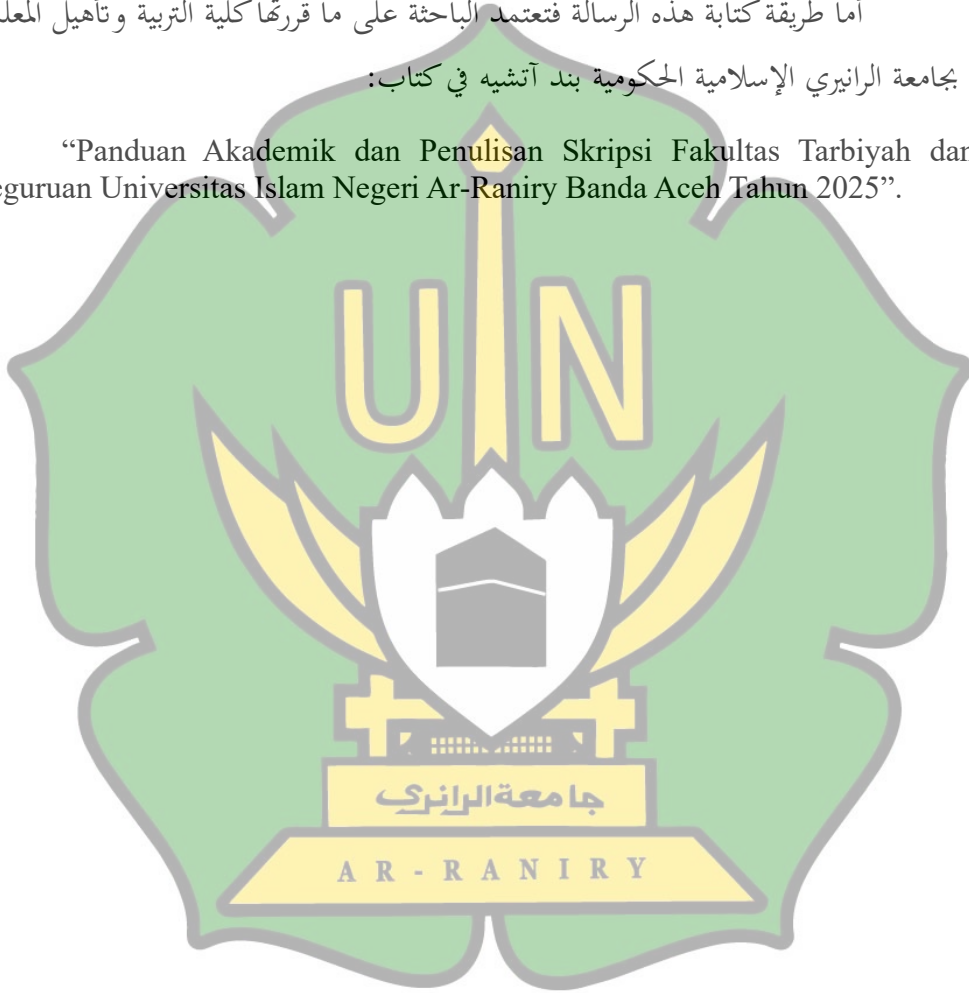 أما طريقة كتابة هذه الرسالة فتعتمد الباحثة على ما قررتها كلية التربية وتأهيل المعل
بجامعة الرانيري الإسلامية الحكومية بند آتشيه في كتاب:
“Panduan Akademik dan Penulisan Skripsi Fakultas Tarbiyah dan
eguruan Universitas Islam Negeri Ar-Raniry Banda Aceh Tahun 2025”.
UIN
جامعة الرانري
AR-RANIRY